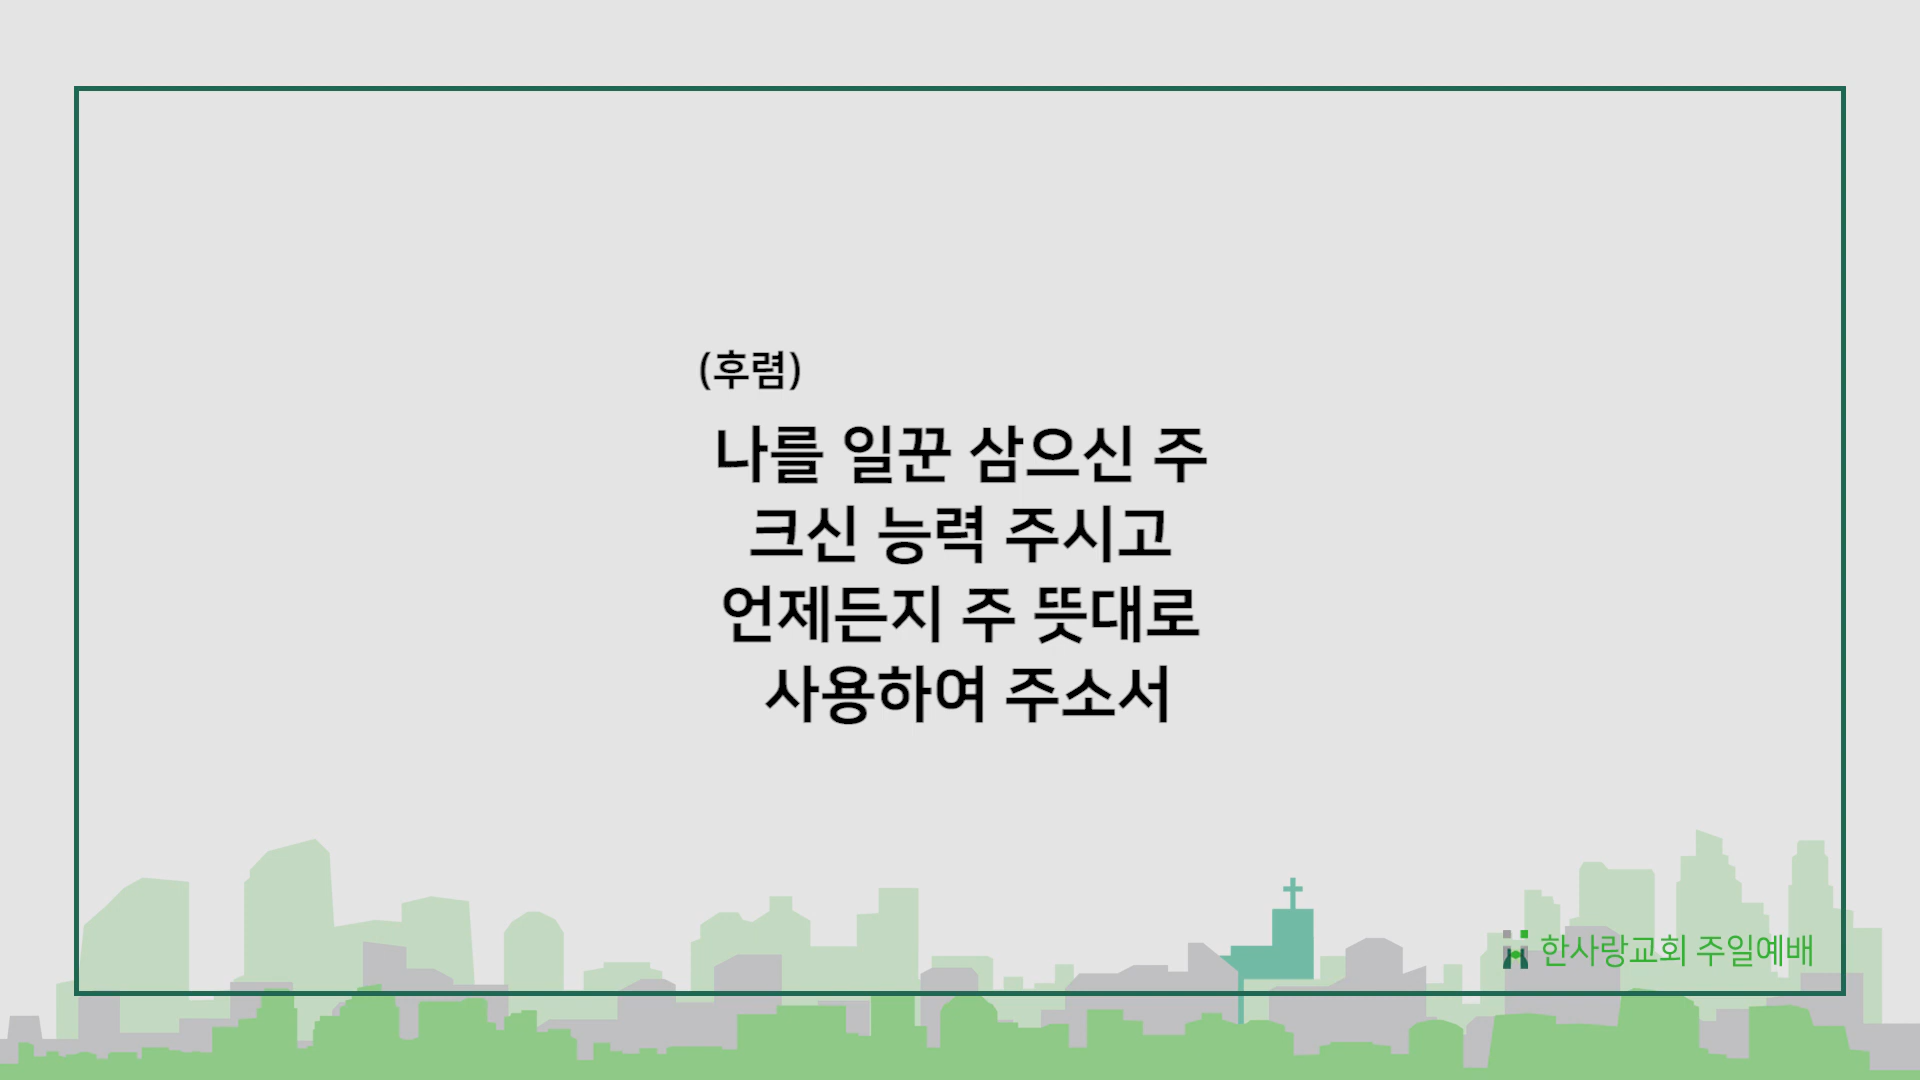 (후렴)
나를 일꾼 삼으신 주
크신 능력 주시고
언제든지 주 뜻대로
사용하여 주소서
한사랑교회 주일예배